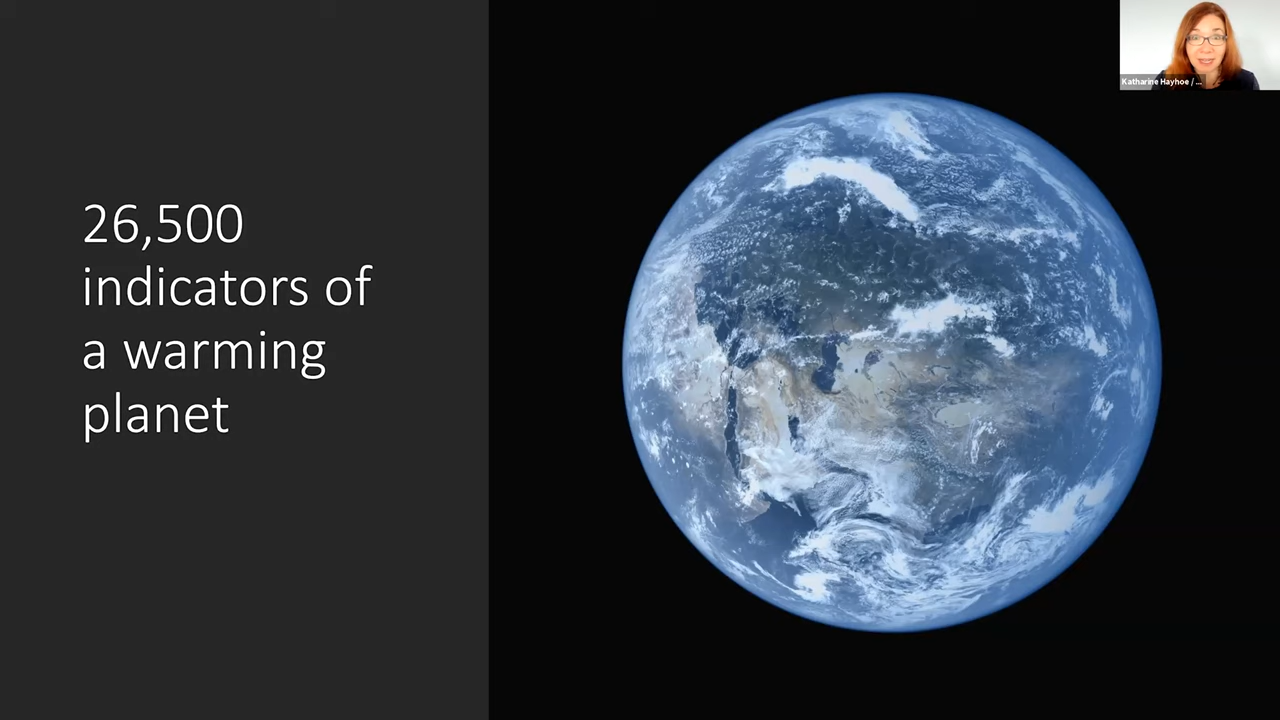 26,500
indicators of
a warming
planet
Katharine Hayhoe / ...